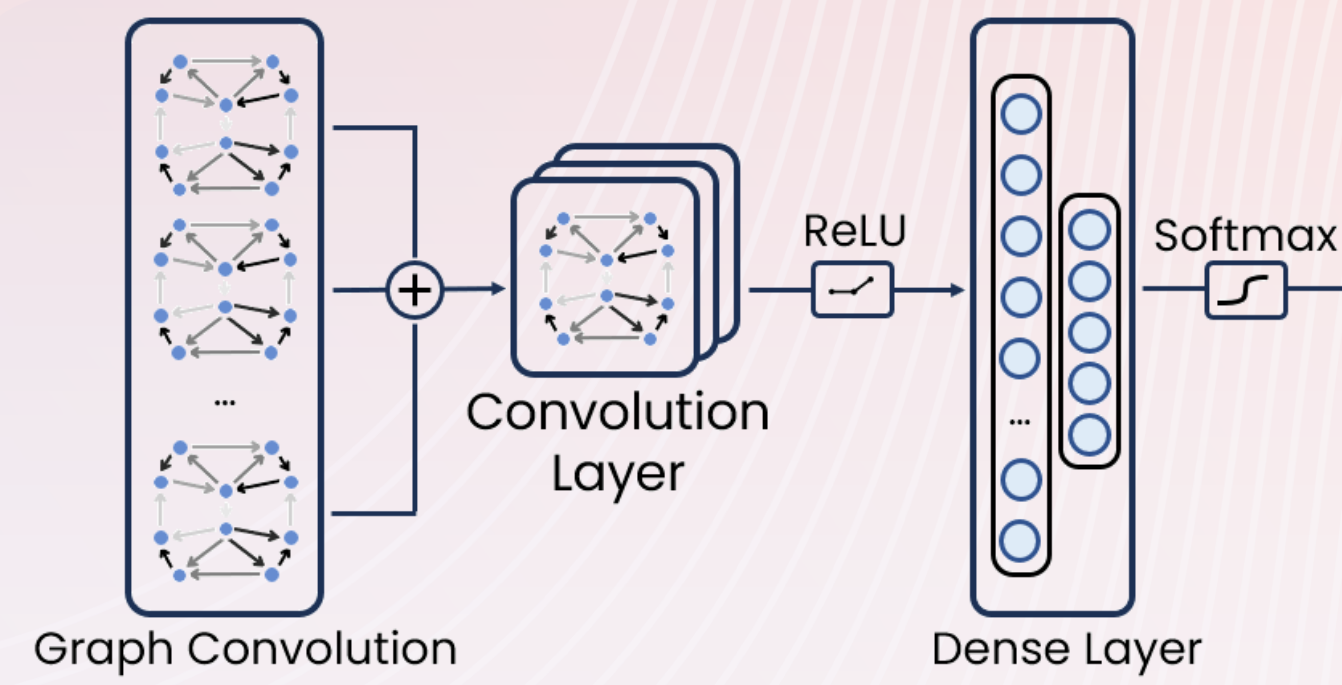 ReLU
Softmax
...
Convolution
Layer
...
Graph Convolution
Dense Layer